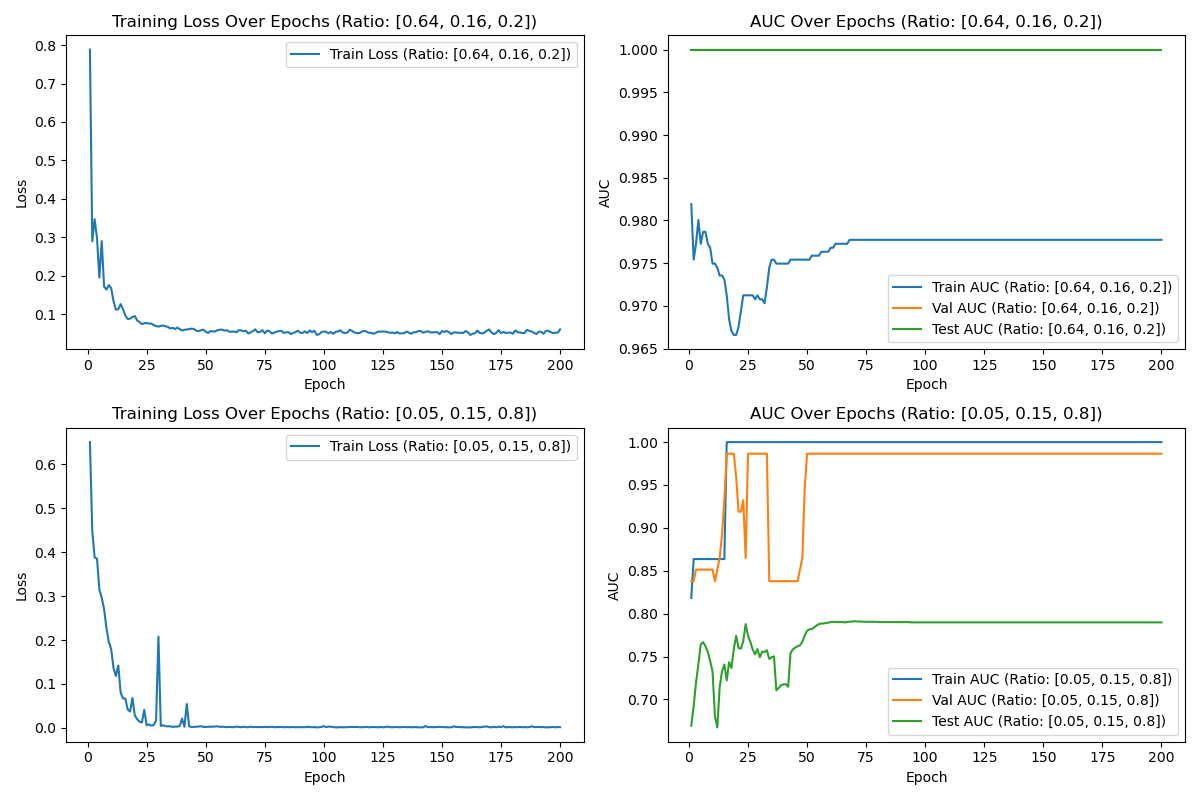 Training Loss Over Epochs (Ratio: [0.64, 0.16, 0.2])
Train Loss (Ratio: [0.64, 0.16, 0.2])
0.8
0.7
0.6
0.5
0.4
0.3
0.2
0.1
Loss
0 25 50 75 100 125 150 175 200
Epoch
AUC Over Epochs (Ratio: [0.64, 0.16, 0.2])
1.000
0.995
0.990
0.985
0.980
0.975
0.970
0.965
AUC
Train AUC (Ratio: [0.64, 0.16, 0.2])
Val AUC (Ratio: [0.64, 0.16, 0.2])
Test AUC (Ratio: [0.64, 0.16, 0.2])
0 25 50 75 100 125 150 175 200
Epoch
Training Loss Over Epochs (Ratio: [0.05, 0.15, 0.8])
Train Loss (Ratio: [0.05, 0.15, 0.8])
0.6
0.5
0.4
0.3
0.2
0.1
0.0
Loss
0 25 50 75 100 125 150 175 200
Epoch
AUC Over Epochs (Ratio: [0.05, 0.15, 0.8])
1.00
0.95
0.90
0.85
0.80
0.75
0.70
AUC
Train AUC (Ratio: [0.05, 0.15, 0.8])
Val AUC (Ratio: [0.05, 0.15, 0.8])
Test AUC (Ratio: [0.05, 0.15, 0.8])
0 25 50 75 100 125 150 175 200
Epoch